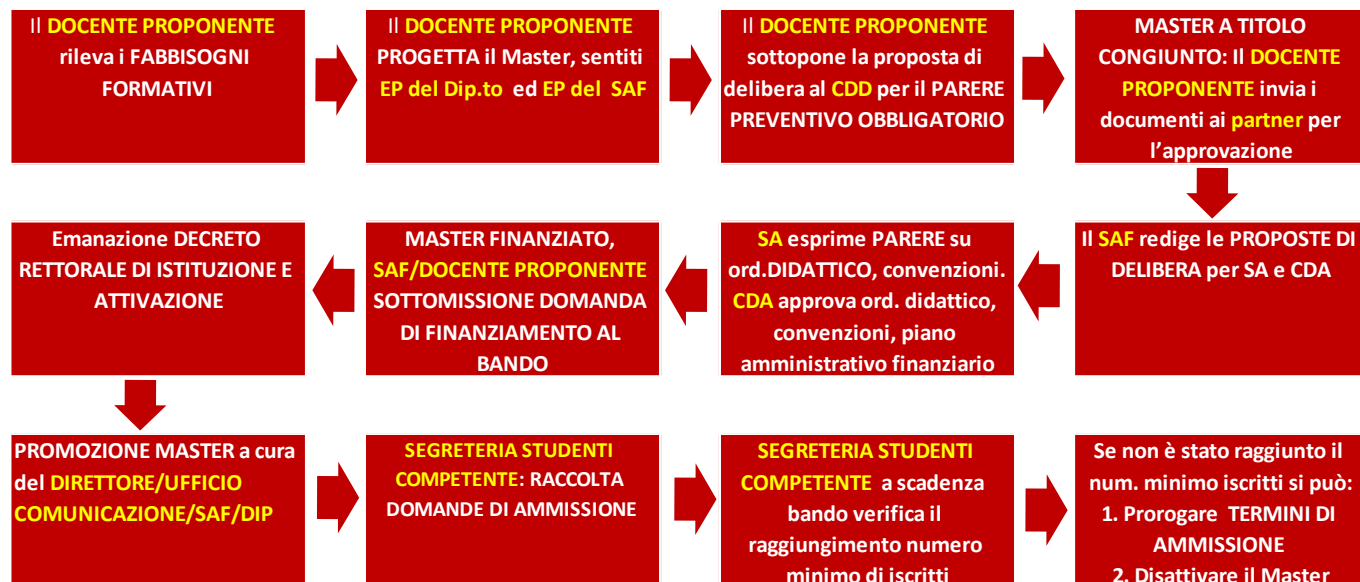 Il DOCENTE PROPONENTE
rileva i FABBISOGNI
FORMATIVI
Il DOCENTE PROPONENTE
PROGETTA il Master, sentiti
EP del Dip.to ed EP del SAF
Il DOCENTE PROPONENTE
sottopone la proposta di
delibera al CDD per il PARERE
PREVENTIVO OBBLIGATORIO
MASTER A TITOLO
CONGIUNTO: Il DOCENTE
PROPONENTE invia i
documenti ai partner per
l’approvazione
Il SAF redige le PROPOSTE DI
DELIBERA per SA e CDA
SA esprime PARERE su
ord.DIDATTICO, convenzioni.
CDA approva ord. didattico,
convenzioni, piano
amministrativo finanziario
MASTER FINANZIATO,
SAF/DOCENTE PROPONENTE
SOTTOMISSIONE DOMANDA
DI FINANZIAMENTO AL
BANDO
Emanazione DECRETO
RETTORALE DI ISTITUZIONE E
ATTIVAZIONE
PROMOZIONE MASTER a cura
del DIRETTORE/UFFICIO
COMUNICAZIONE/SAF/DIP
SEGRETERIA STUDENTI
COMPETENTE: RACCOLTA
DOMANDE DI AMMISSIONE
SEGRETERIA STUDENTI
COMPETENTE a scadenza
bando verifica il
raggiungimento numero
minimo di iscritti
Se non è stato raggiunto il
num. minimo iscritti si può:
1. Prorogare TERMINI DI
AMMISSIONE
2. Disattivare il Master